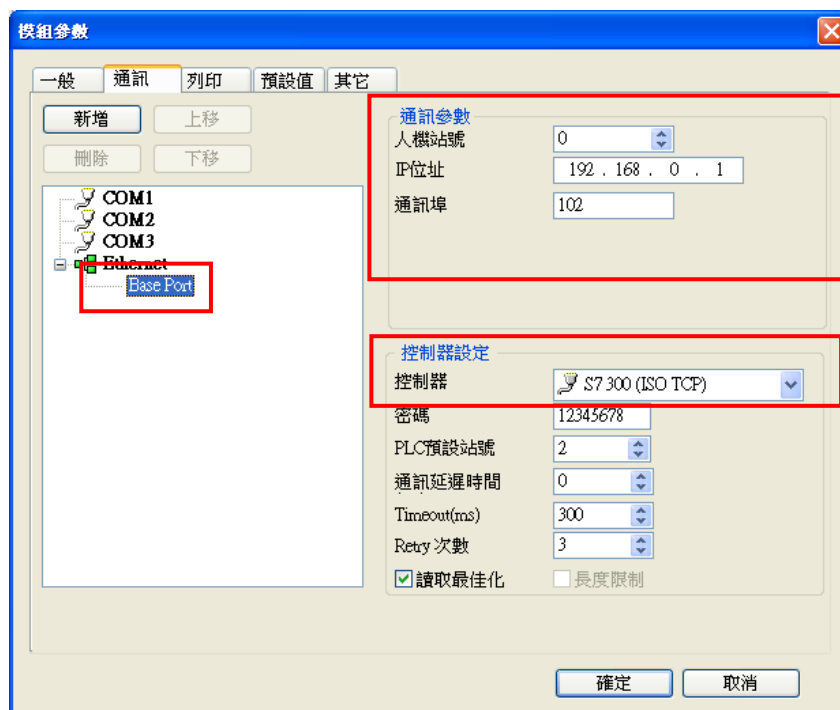 模組參數
一般 通訊 列印 預設值 其它
新增 上移
刪除 下移
COM1
COM2
COM3
Ethernet
Base Port
通訊參數
人機站號 0
IP位址 192 . 168 . 0 . 1
通訊埠 102
控制器設定
控制器 S7 300 (ISO TCP)
密碼 12345678
PLC預設站號 2
通訊延遲時間 0
Timeout(ms) 300
Retry 次數 3
讀取最佳化 長度限制
確定 取消